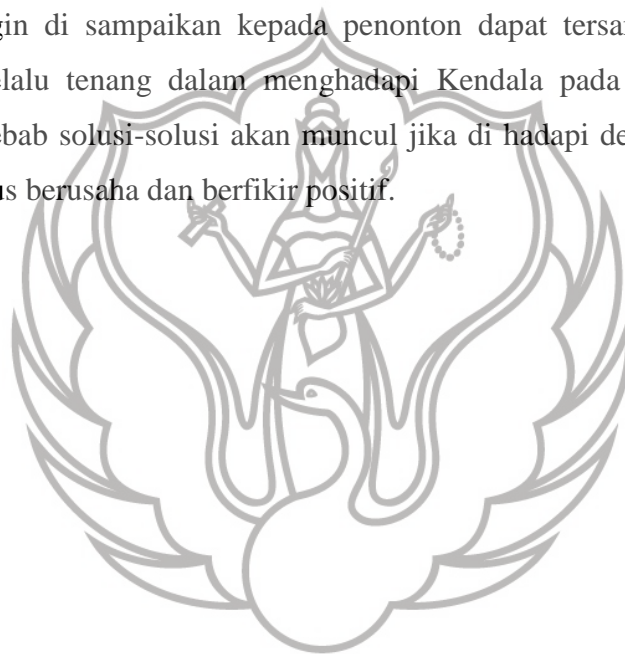 gin di sampaikan kepada penonton dapat tersa
elalu tenang dalam menghadapi Kendala pada
ebab solusi-solusi akan muncul jika di hadapi de
us berusaha dan berfikir positif.